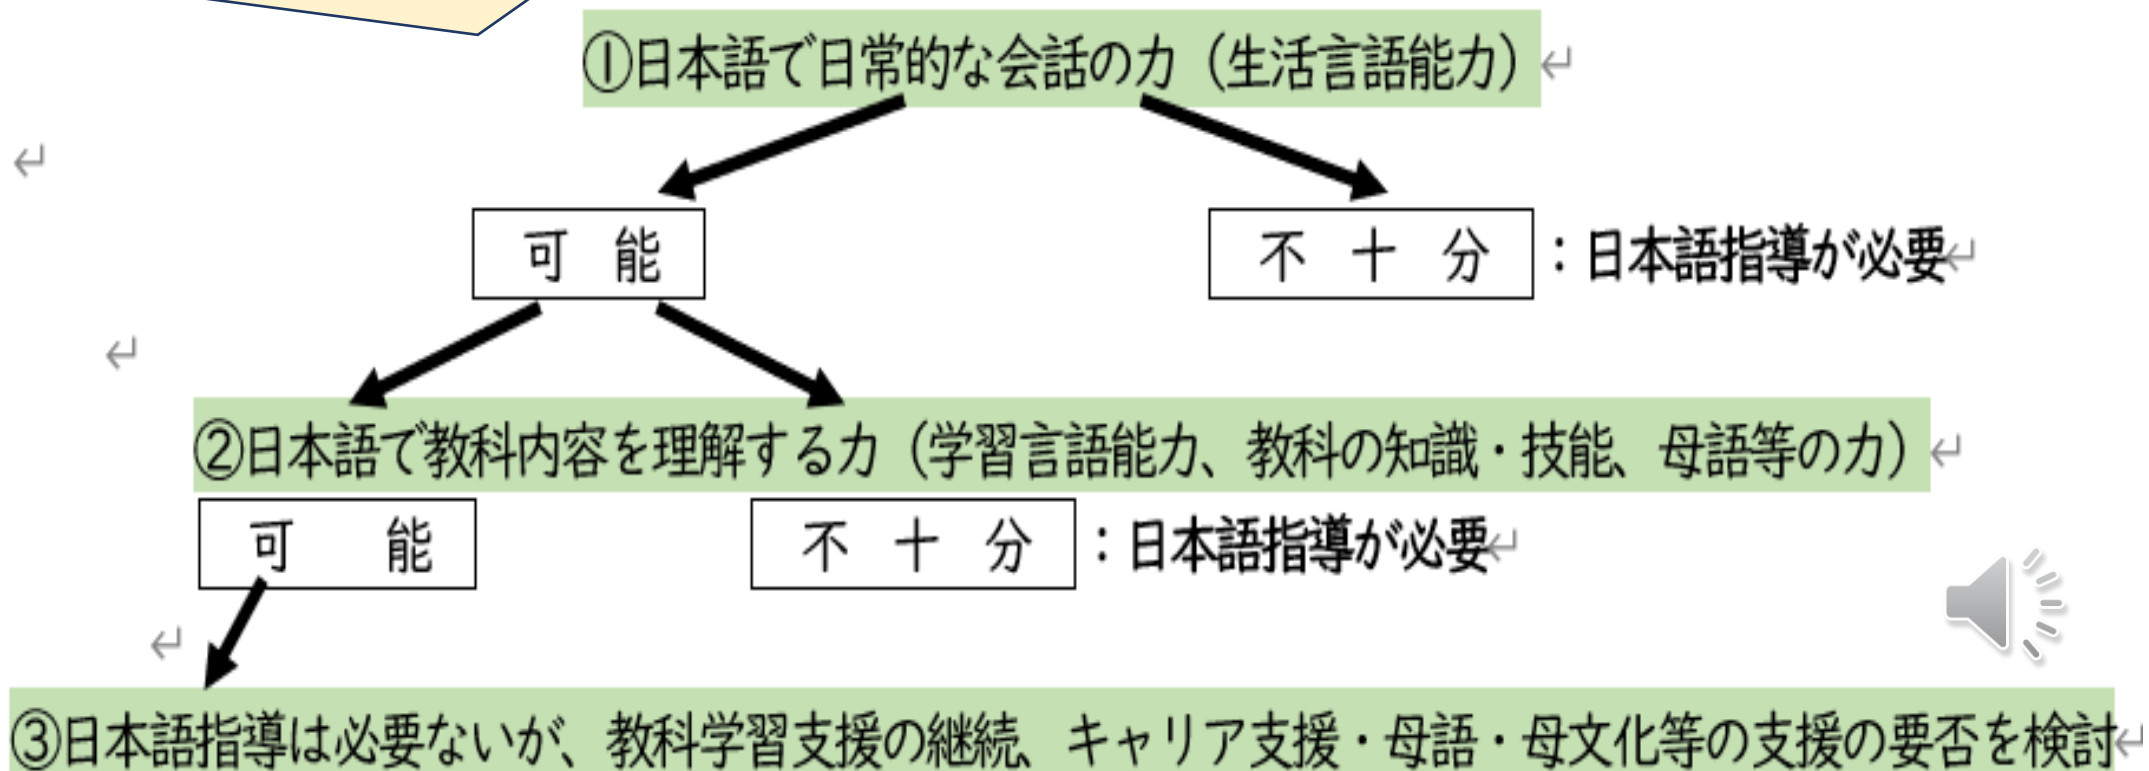 ①日本語で日常的な会話の力（生活言語能力）
可　能
不　十　分 ：日本語指導が必要
②日本語で教科内容を理解する力（学習言語能力、教科の知識・技能、母語等の力）
可　　能
不　十　分 ：日本語指導が必要
③日本語指導は必要ないが、教科学習支援の継続、キャリア支援・母語・母文化等の支援の要否を検討